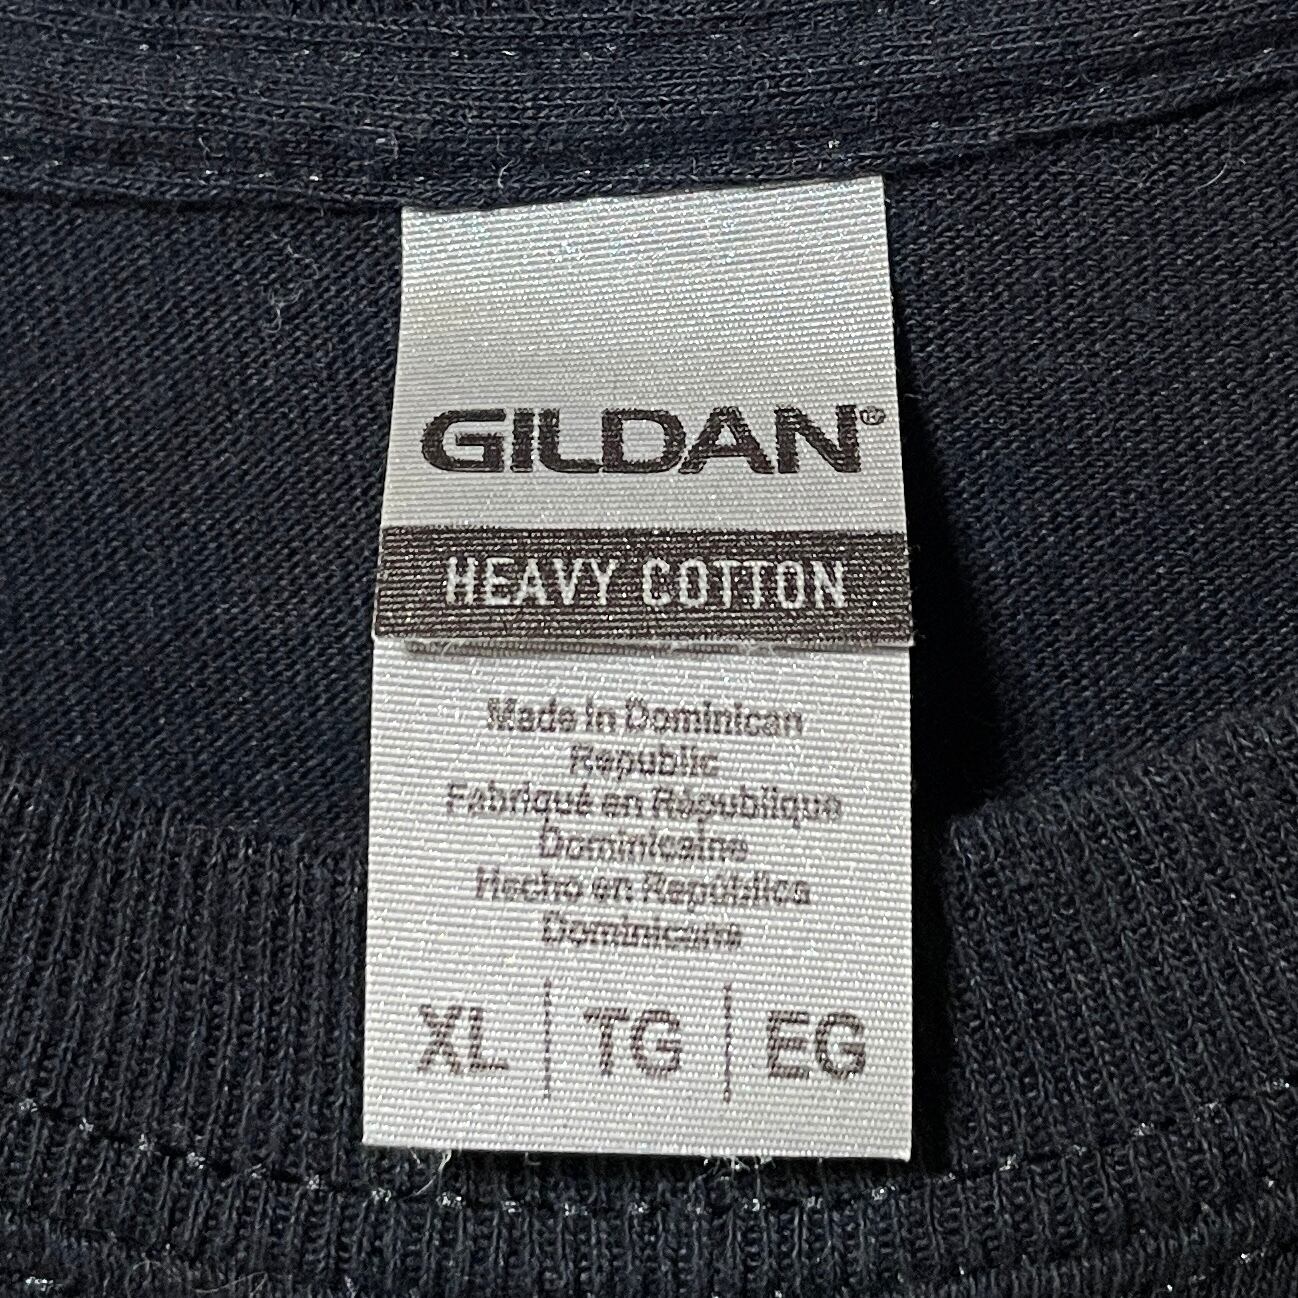 GILDAN®
HEAVY COTTON
Made in Dominican
Republic
Fabriqué en République
Dominicaine
Hecho en República
Dominicana
XL | TG | EG